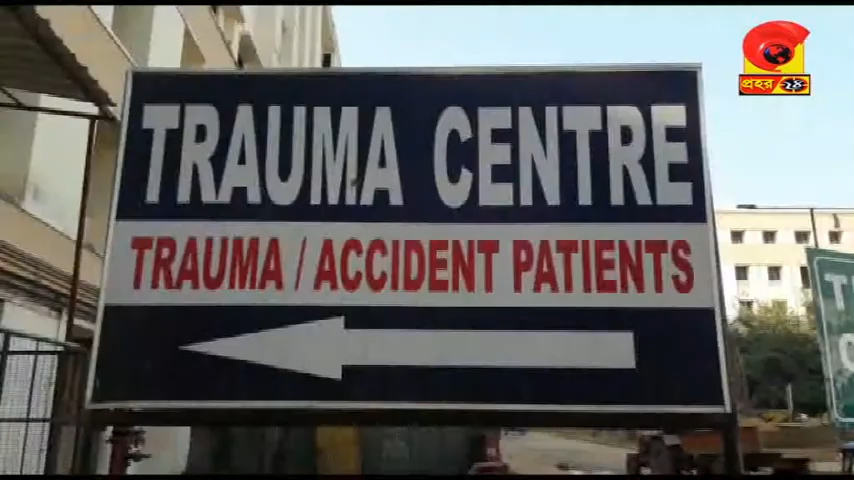 TRAUMA CENTRE
TRAUMA / ACCIDENT PATIENTS
প্রহর ২৪